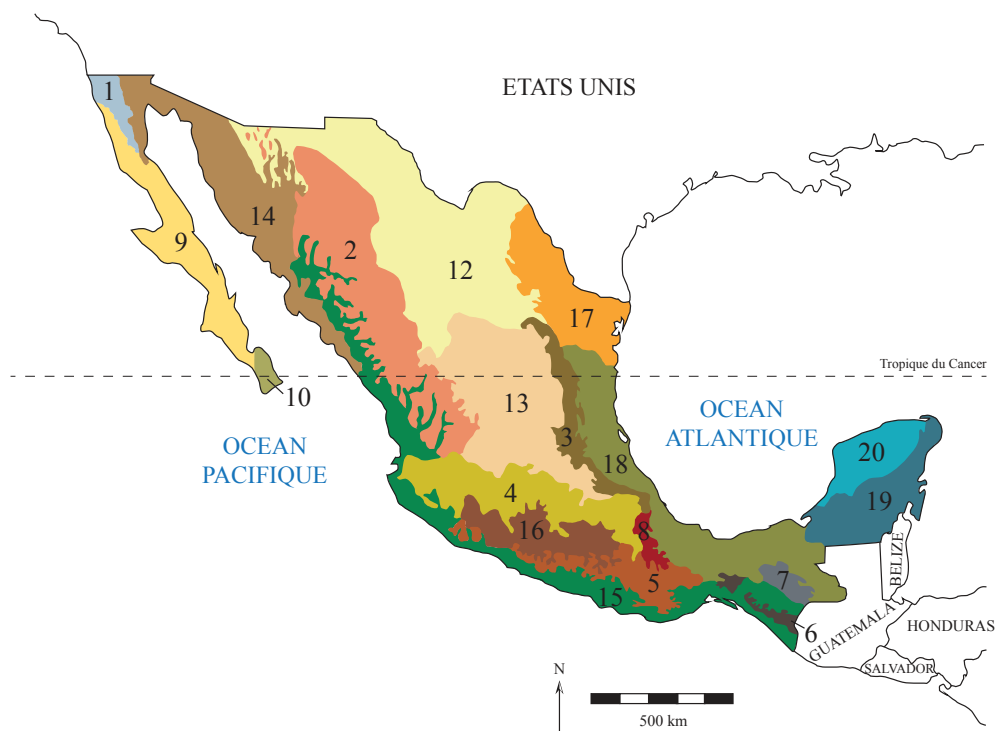 ETATS UNIS
1
14
2
9
12
17
Tropique du Cancer
10
13
OCEAN
ATLANTIQUE
OCEAN
PACIFIQUE
3
18
20
19
4
8
16
BELIZE
5
7
15
6
GUATEMALA
HONDURAS
SALVADOR
N
500 km